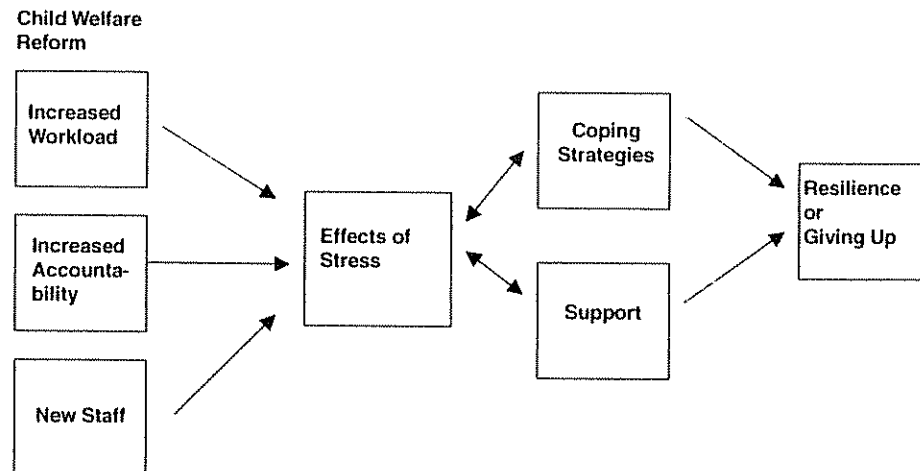 Child Welfare
Reform
Increased
Workload
Increased
Accounta-
bility
New Staff
Effects of
Stress
Coping
Strategies
Support
Resilience
or
Giving Up